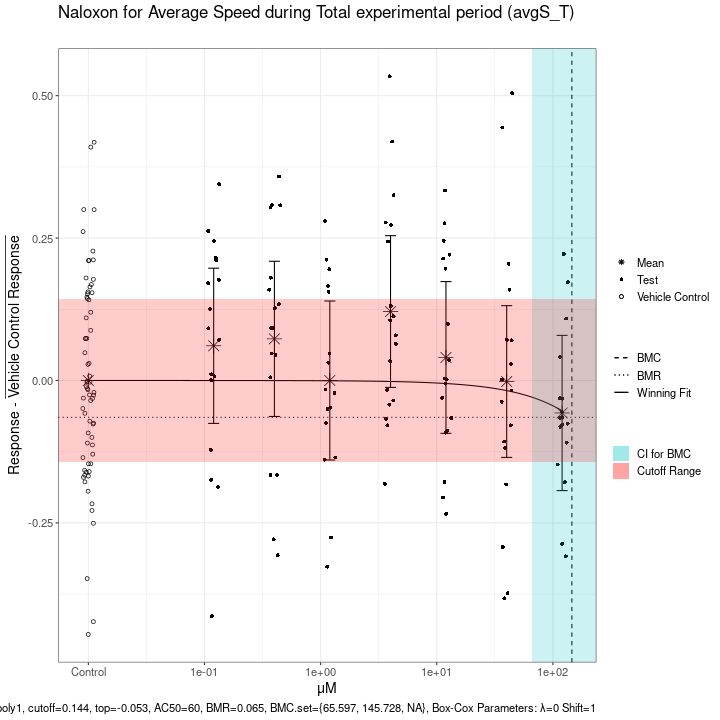 Naloxon for Average Speed during Total experimental period (avgS_T)
Response - Vehicle Control Response
0.50
0.25
0.00
-0.25
Control
1e-01
1e+00
1e+01
1e+02
µM
Mean
Test
Vehicle Control
BMC
BMR
Winning Fit
CI for BMC
Cutoff Range
poly1, cutoff=0.144, top=-0.053, AC50=60, BMR=0.065, BMC.set={65.597, 145.728, NA}, Box-Cox Parameters: λ=0 Shift=1